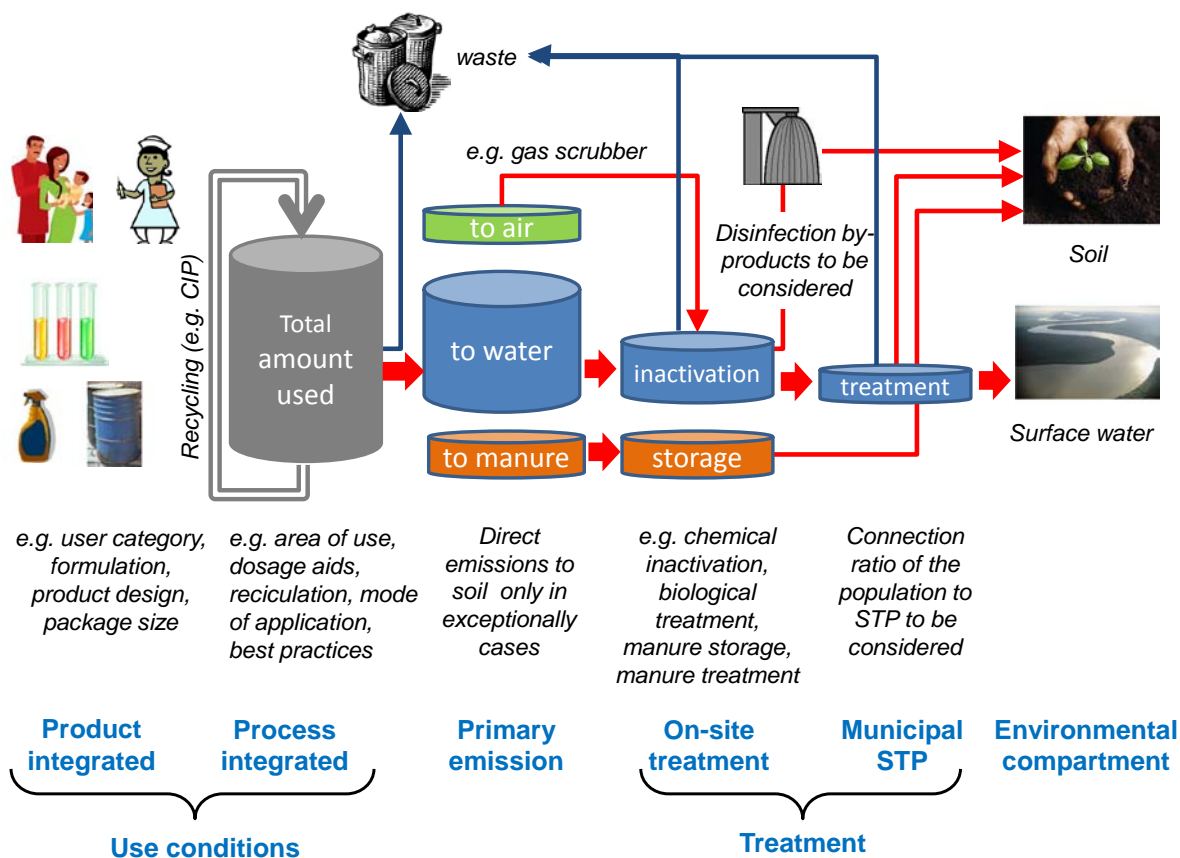 waste
e.g. gas scrubber
to air
Disinfection by-
products to be
considered
Soil
Recycling (e.g. CIP)
Total
amount
used
to water
inactivation
treatment
to manure
storage
Surface water
e.g. user category,
formulation,
product design,
package size
e.g. area of use,
dosage aids,
reciculation, mode
of application,
best practices
Direct
emissions to
soil only in
exceptionally
cases
e.g. chemical
inactivation,
biological
treatment,
manure storage,
manure treatment
Connection
ratio of the
population to
STP to be
considered
Product
integrated
Process
integrated
Primary
emission
On-site
treatment
Municipal
STP
Environmental
compartment
Use conditions
Treatment